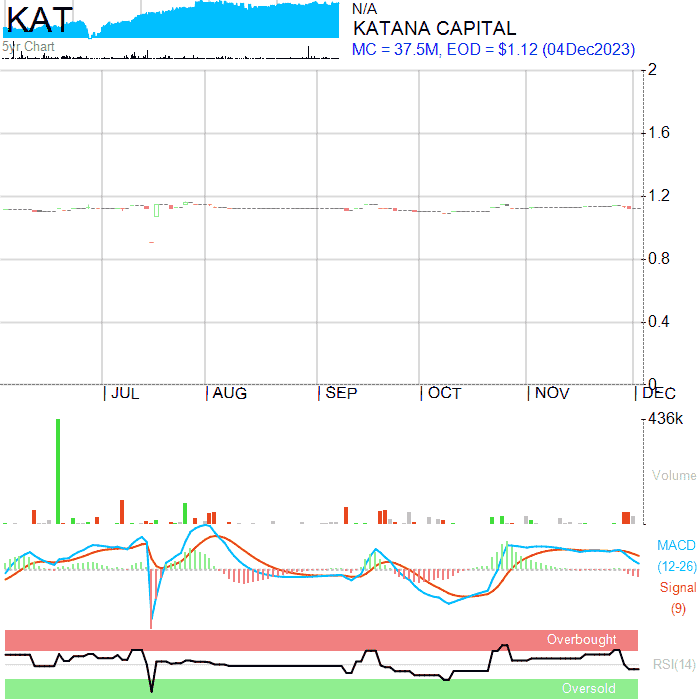 KAT
5yr Chart
N/A
KATANA CAPITAL
MC = 37.5M, EOD = $1.12 (04Dec2023)
2
1.6
1.2
0.8
0.4
0
JUL AUG SEP OCT NOV DEC
436k
Volume
MACD
(12-26)
Signal
(9)
Overbought
RSI(14)
Oversold